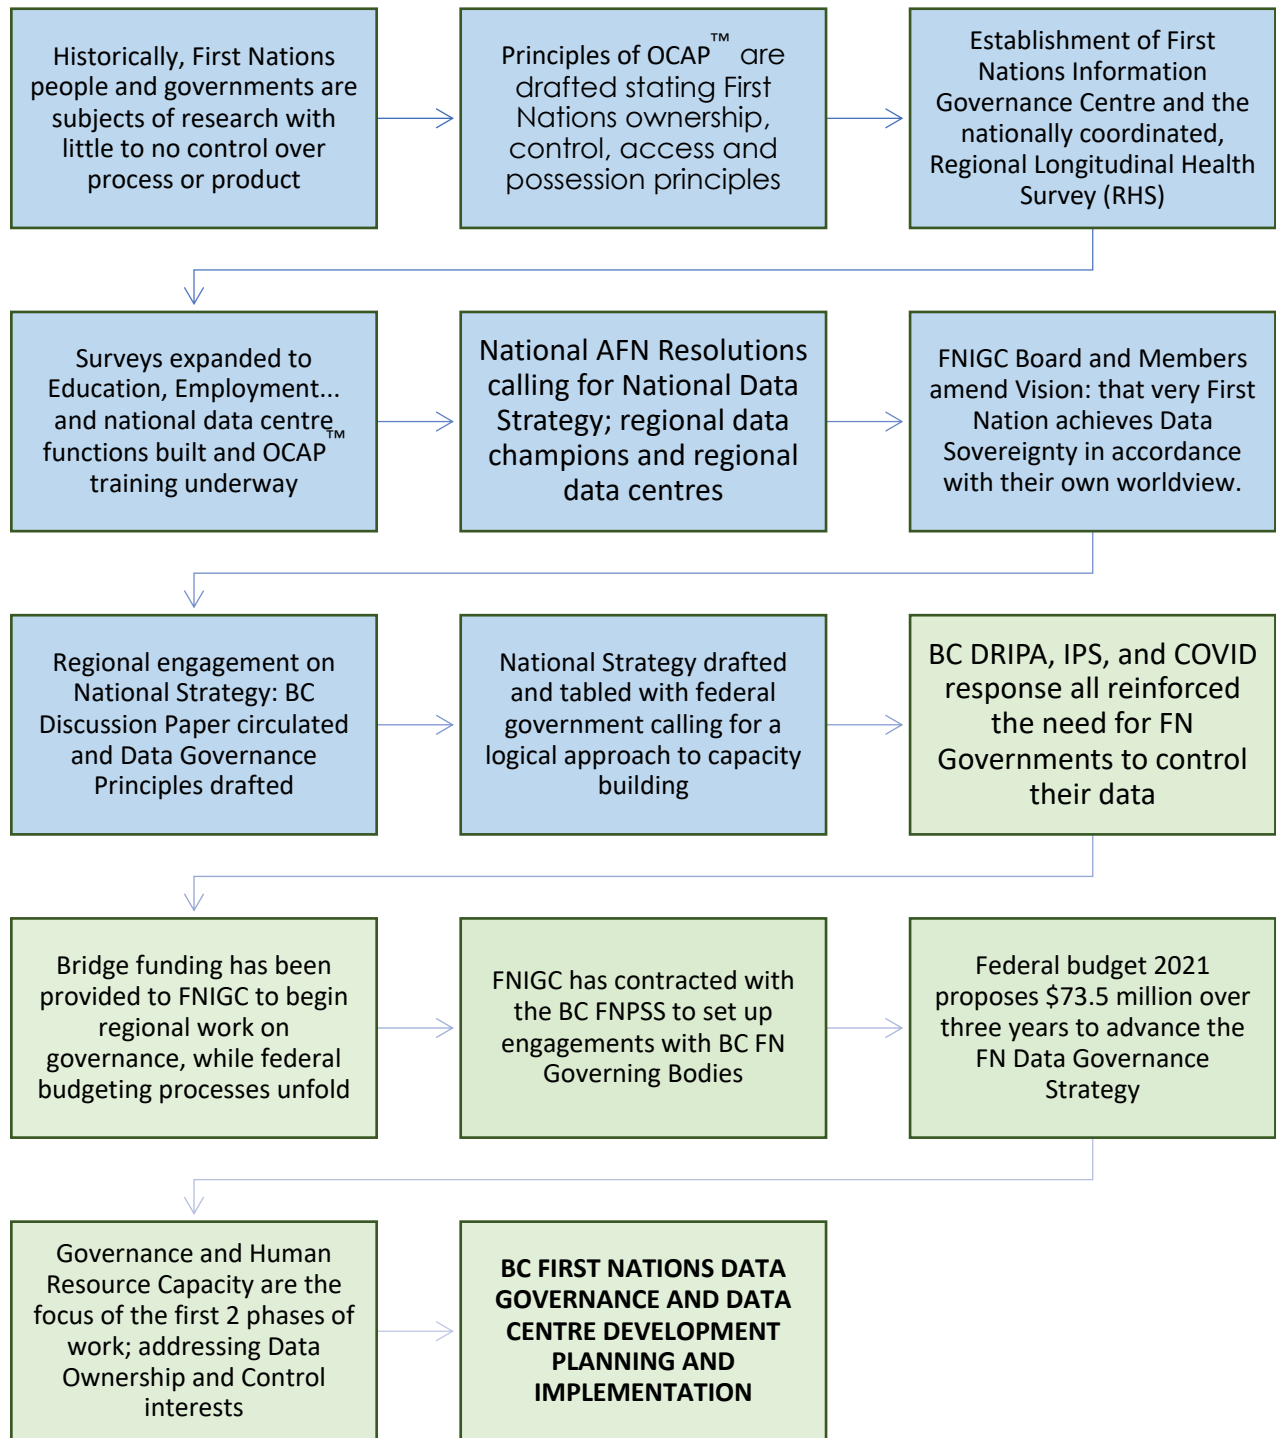 Historically, First Nations
people and governments are
subjects of research with
little to no control over
process or product
Principles of OCAP™ are
drafted stating First
Nations ownership,
control, access and
possession principles
Establishment of First
Nations Information
Governance Centre and the
nationally coordinated,
Regional Longitudinal Health
Survey (RHS)
Surveys expanded to
Education, Employment...
and national data centre
functions built and OCAP™
training underway
National AFN Resolutions
calling for National Data
Strategy; regional data
champions and regional
data centres
FNIGC Board and Members
amend Vision: that very First
Nation achieves Data
Sovereignty in accordance
with their own worldview.
Regional engagement on
National Strategy: BC
Discussion Paper circulated
and Data Governance
Principles drafted
National Strategy drafted
and tabled with federal
government calling for a
logical approach to capacity
building
BC DRIPA, IPS, and COVID
response all reinforced
the need for FN
Governments to control
their data
Bridge funding has been
provided to FNIGC to begin
regional work on
governance, while federal
budgeting processes unfold
FNIGC has contracted with
the BC FNPSS to set up
engagements with BC FN
Governing Bodies
Federal budget 2021
proposes $73.5 million over
three years to advance the
FN Data Governance
Strategy
Governance and Human
Resource Capacity are the
focus of the first 2 phases of
work; addressing Data
Ownership and Control
interests
BC FIRST NATIONS DATA
GOVERNANCE AND DATA
CENTRE DEVELOPMENT
PLANNING AND
IMPLEMENTATION